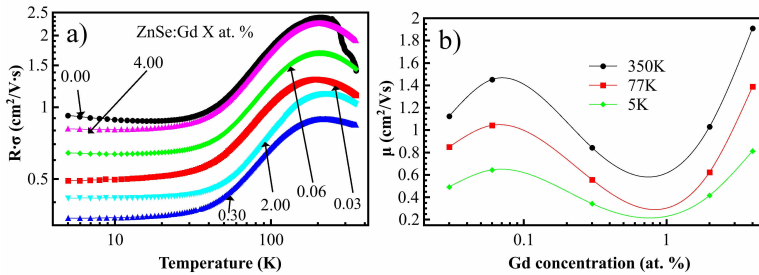 a)
ZnSe:Gd X at. %
0.00
4.00
0.06
0.03
2.00
0.30
2.5
2
1.5
1
0.5
R·σ (cm²/V·s)
10
100
Temperature (K)
b)
350K
77K
5K
2
1.8
1.6
1.4
1.2
1
0.8
0.6
0.4
0.2
μ (cm²/Vs)
0.1
1
Gd concentration (at. %)